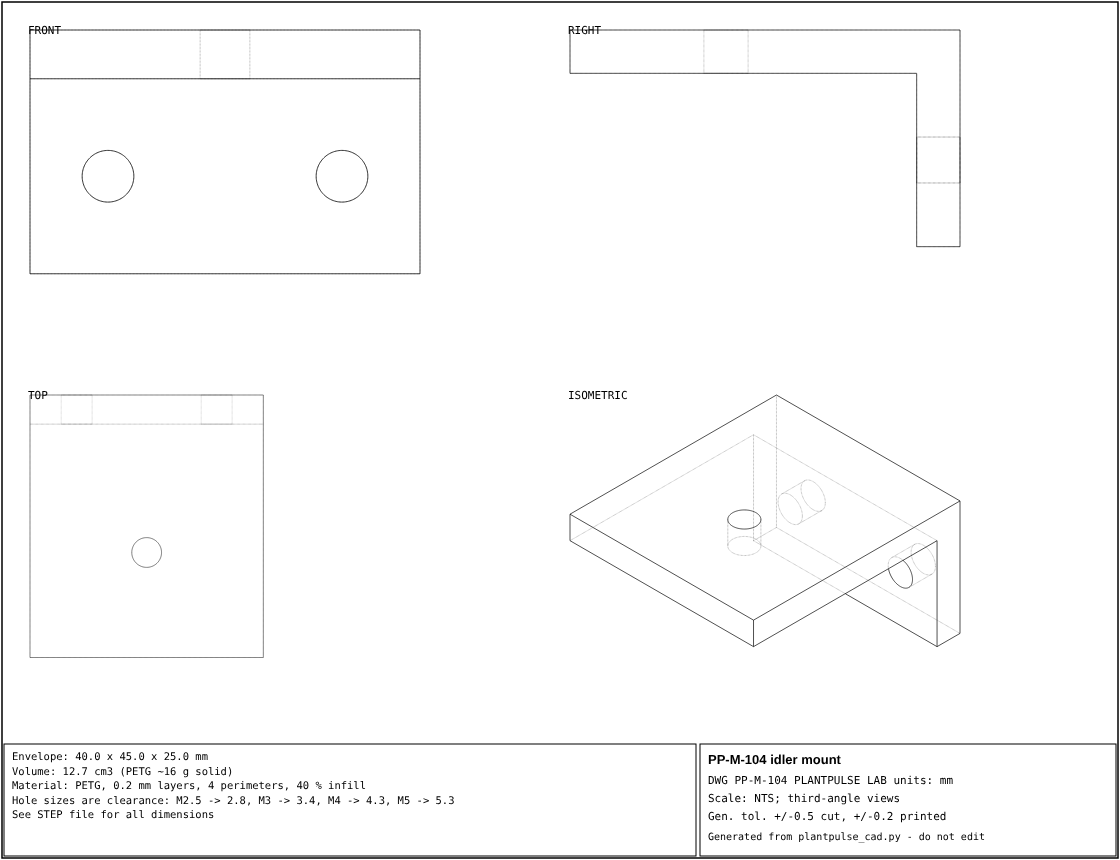 FRONT
RIGHT
TOP
ISOMETRIC
Envelope: 40.0 x 45.0 x 25.0 mm
Volume: 12.7 cm3 (PETG ~16 g solid)
Material: PETG, 0.2 mm layers, 4 perimeters, 40 % infill
Hole sizes are clearance: M2.5 -> 2.8, M3 -> 3.4, M4 -> 4.3, M5 -> 5.3
See STEP file for all dimensions
PP-M-104 idler mount
DWG PP-M-104 PLANTPULSE LAB units: mm
Scale: NTS; third-angle views
Gen. tol. +/-0.5 cut, +/-0.2 printed
Generated from plantpulse_cad.py - do not edit